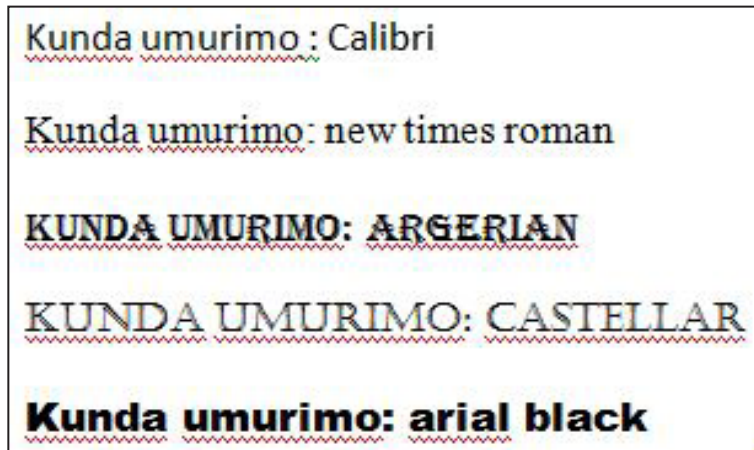 Kunda umurimo : Calibri
Kunda umurimo: new times roman
KUNDA UMURIMO: ARGERIAN
KUNDA UMURIMO: CASTELLAR
Kunda umurimo: arial black